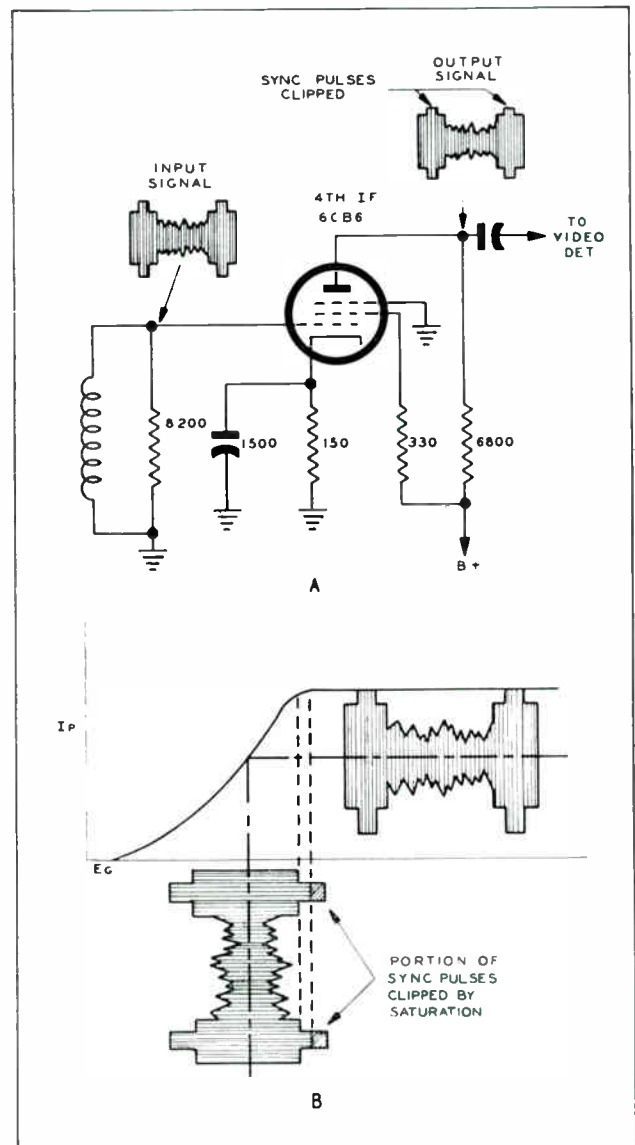 SYNC PULSES
CLIPPED
OUTPUT
SIGNAL
INPUT
SIGNAL
4TH IF
6CB6
TO
VIDEO
DET
8200
1500
150
330
6800
B+
A
IP
EG
PORTION OF
SYNC PULSES
CLIPPED BY
SATURATION
B